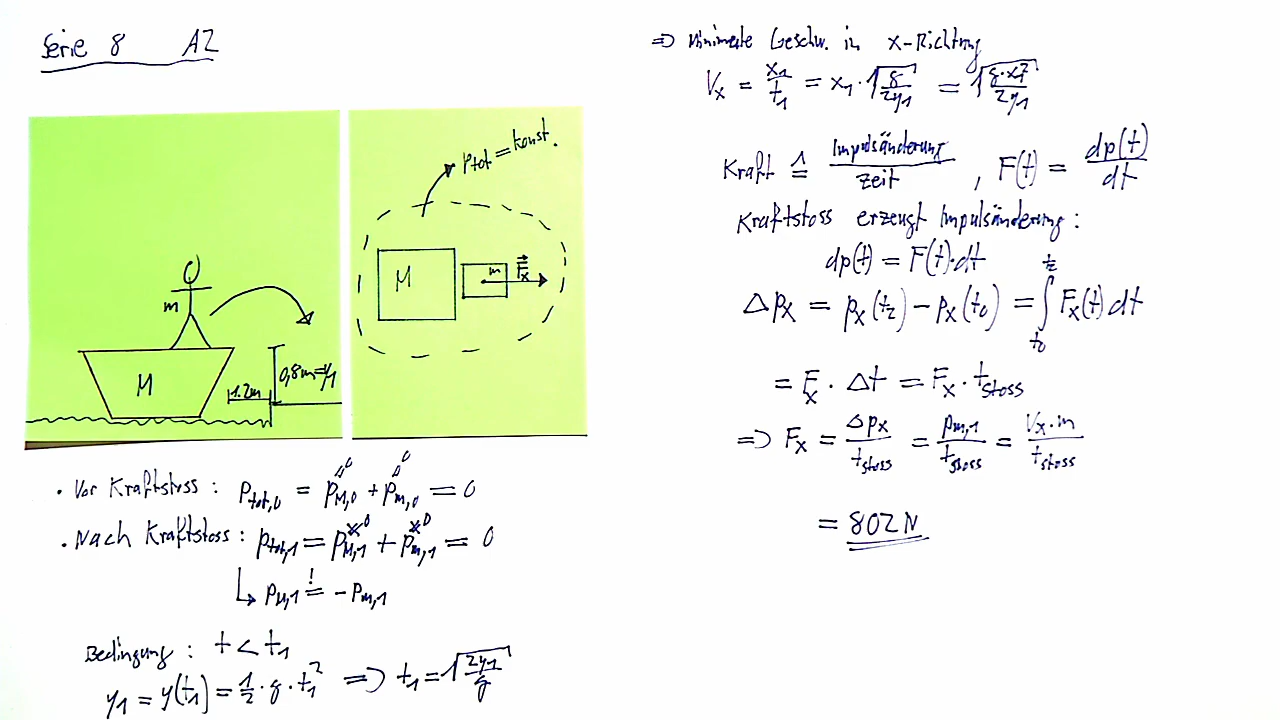 Serie 8 A2
m
M
1.2m
0,8m=y₁
Ptot = konst.
M
m
F⃗x
• Vor Kraftstoss: Ptot,0 = PM,0 + Pm,0 = 0
• Nach Kraftstoss: Ptot,1 = PM,1 + Pm,1 = 0
↳ PM,1 =! -Pm,1
Bedingung: t < t₁
y₁ = y(t₁) = 1/2 · g · t₁² ⇒ t₁ = √(2y₁/g)
⇒ Minimale Geschw. in x-Richtung
Vx = x₁/t₁ = x₁ · √(g/2y₁) = √(g·x₁²/2y₁)
Kraft ≙ Impulsänderung/Zeit , F(t) = dp(t)/dt
Kraftstoss erzeugt Impulsänderung:
dp(t) = F(t)·dt
Δpx = px(t₂) - px(t₀) = ∫t₀t₂ Fx(t) dt
= Fx · Δt = Fx · tstoss
⇒ Fx = Δpx/tstoss = Pm,1/tstoss = Vx·m/tstoss
= 802 N